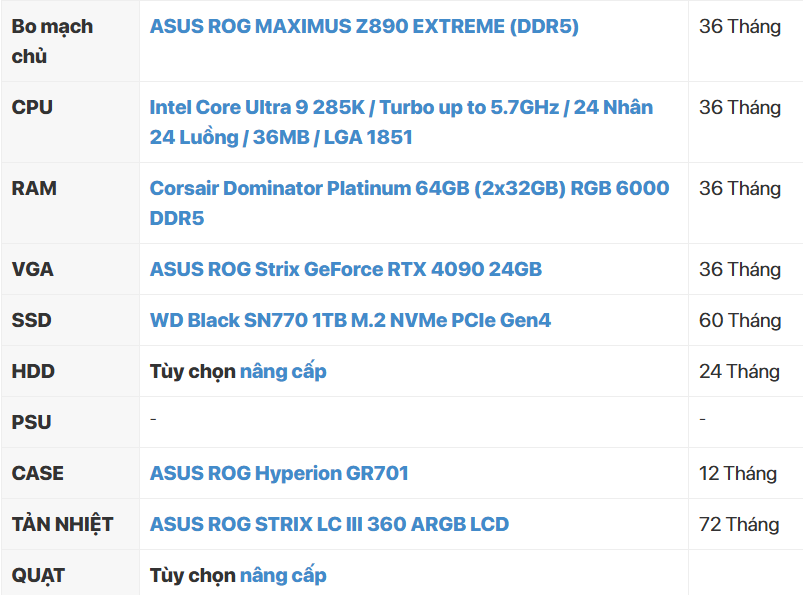 Bo mạch chủ
ASUS ROG MAXIMUS Z890 EXTREME (DDR5)
36 Tháng
CPU
Intel Core Ultra 9 285K / Turbo up to 5.7GHz / 24 Nhân
24 Luồng / 36MB / LGA 1851
36 Tháng
RAM
Corsair Dominator Platinum 64GB (2x32GB) RGB 6000
DDR5
36 Tháng
VGA
ASUS ROG Strix GeForce RTX 4090 24GB
36 Tháng
SSD
WD Black SN770 1TB M.2 NVMe PCIe Gen4
60 Tháng
HDD
Tùy chọn nâng cấp
24 Tháng
PSU
-
-
CASE
ASUS ROG Hyperion GR701
12 Tháng
TẢN NHIỆT
ASUS ROG STRIX LC III 360 ARGB LCD
72 Tháng
QUẠT
Tùy chọn nâng cấp